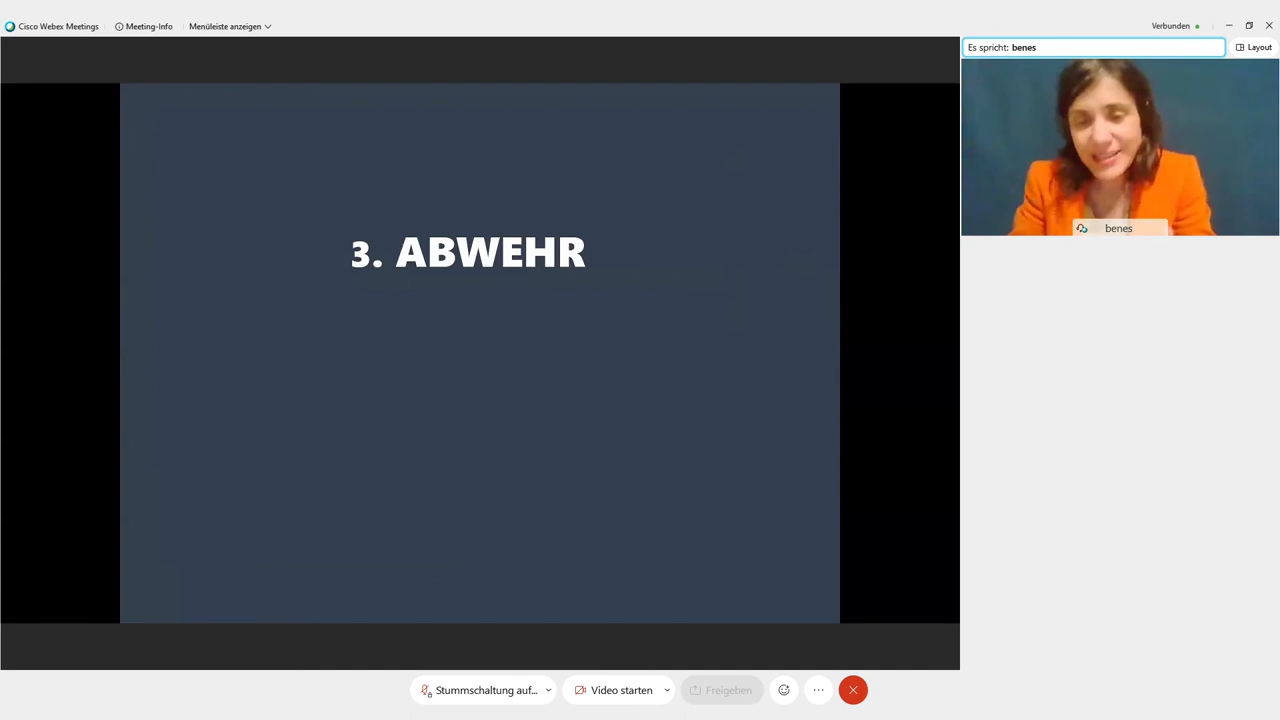 Cisco Webex Meetings
Meeting-Info
Menüleiste anzeigen
Verbunden
Es spricht: benes
Layout
benes
3. ABWEHR
Stummschaltung auf...
Video starten
Freigeben